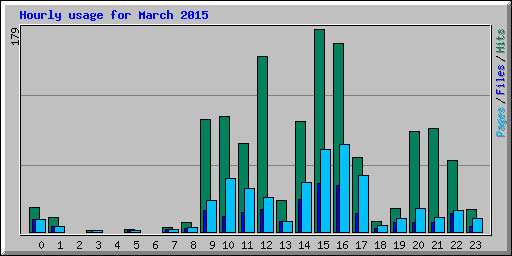 Hourly usage for March 2015
179
Pages/Files/Hits
0 1 2 3 4 5 6 7 8 9 10 11 12 13 14 15 16 17 18 19 20 21 22 23